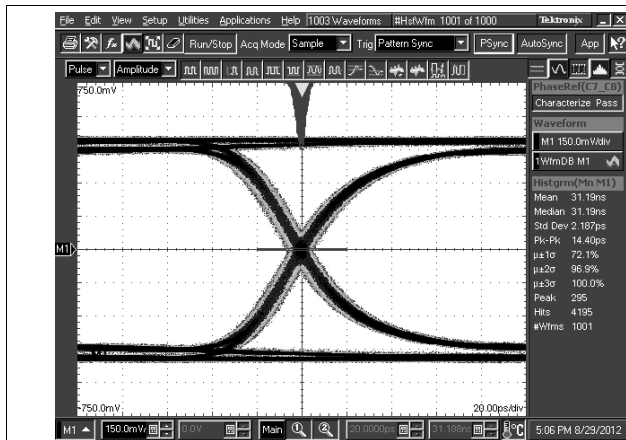 File Edit View Setup Utilities Applications Help 1003 Waveforms #HsfWfm 1001 of 1000 Tektronix
Run/Stop Acq Mode Sample Trig Pattern Sync PSync AutoSync App
Pulse Amplitude
750.0mV
PhaseRef(C7_C8)
Characterize Pass
Waveform
M1 150.0mV/div
1WfmDB M1
Histgrm(Mn M1)
Mean 31.19ns
Median 31.19ns
Std Dev 2.187ps
Pk-Pk 14.40ps
µ±1σ 72.1%
µ±2σ 96.9%
µ±3σ 100.0%
Peak 295
Hits 4195
#Wfms 1001
M1
-750.0mV 20.00ps/div
M1 150.0mV/ 0.0V Main 1 2 20.0000ps 31.188ns °C 5:06 PM 8/29/2012